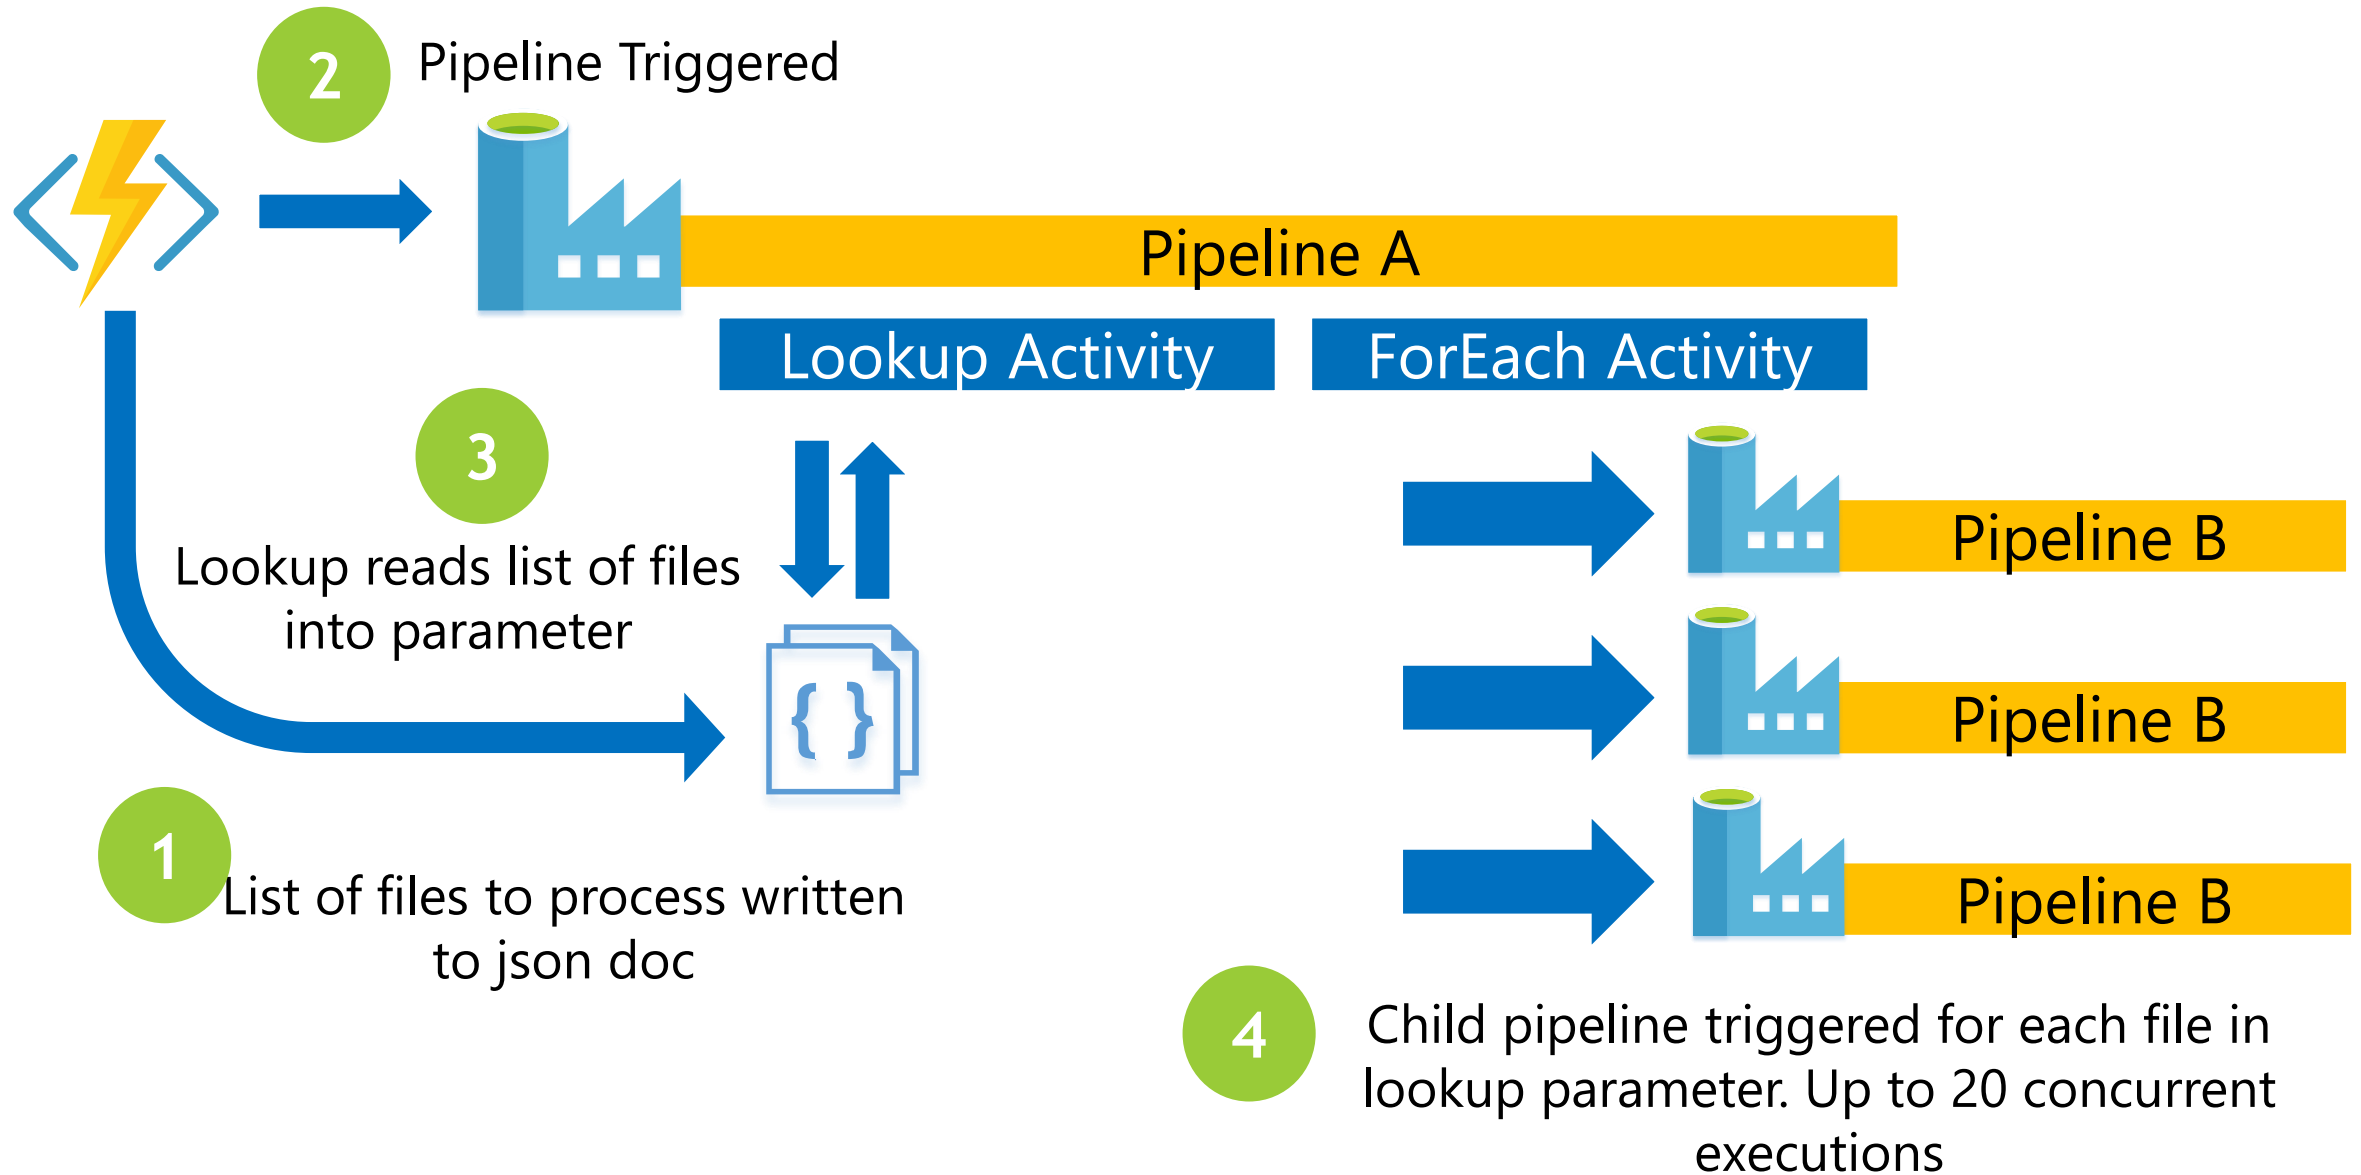 2
Pipeline Triggered
Pipeline A
Lookup Activity
ForEach Activity
3
Lookup reads list of files
into parameter
{ }
1
List of files to process written
to json doc
Pipeline B
Pipeline B
Pipeline B
4
Child pipeline triggered for each file in
lookup parameter. Up to 20 concurrent
executions